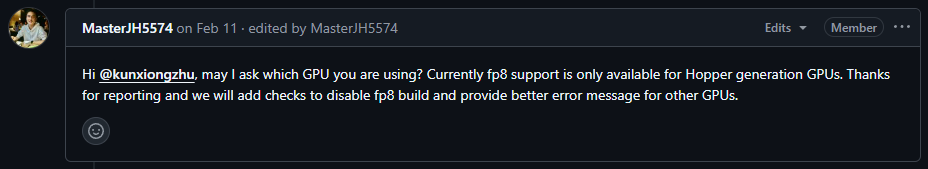 MasterJH5574 on Feb 11 · edited by MasterJH5574 Edits Member
Hi @kunxiongzhu, may I ask which GPU you are using? Currently fp8 support is only available for Hopper generation GPUs. Thanks
for reporting and we will add checks to disable fp8 build and provide better error message for other GPUs.